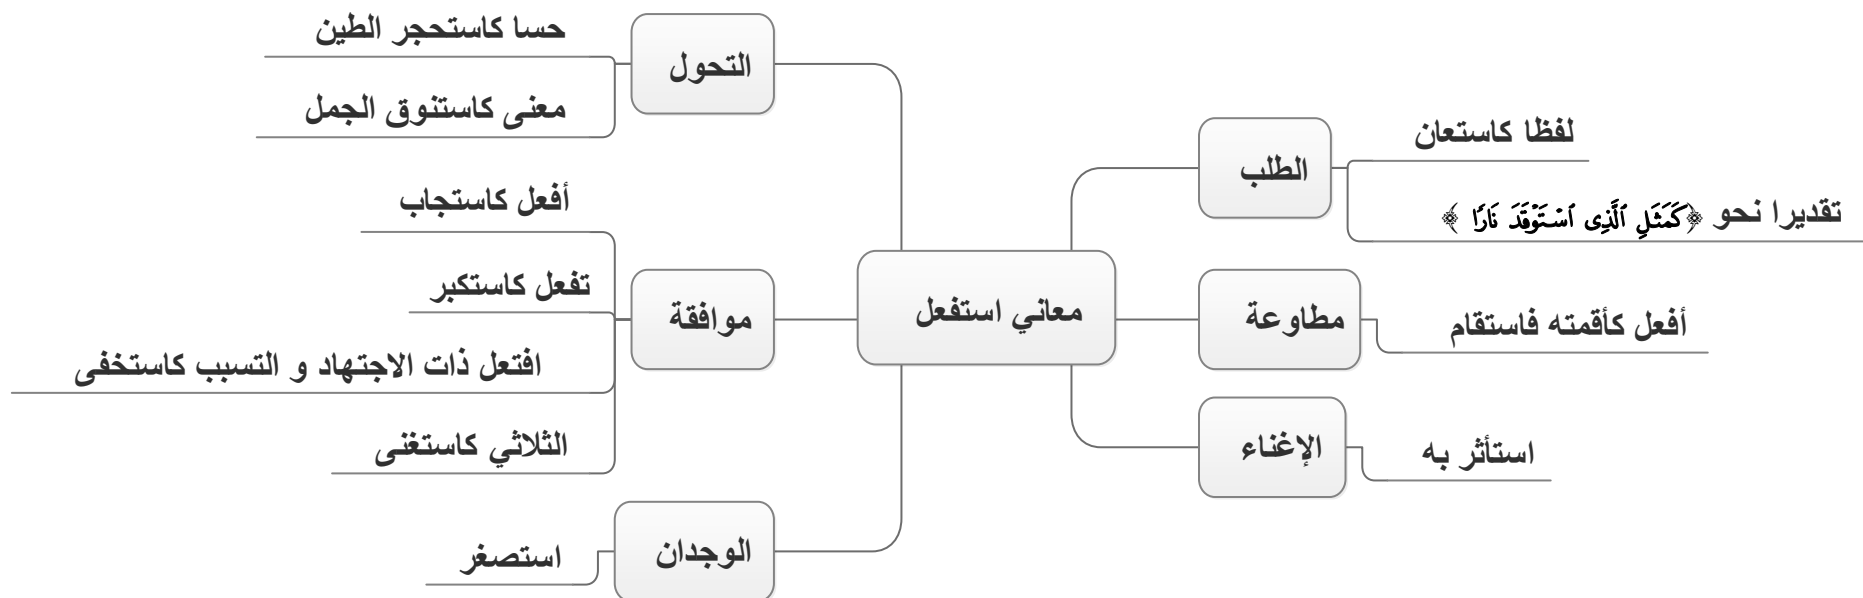 معاني استفعل
الطلب
لفظا كاستعان
تقديرا نحو ﴿كَمَثَلِ ٱلَّذِى ٱسۡتَوۡقَدَ نَارٗا ﴾
مطاوعة
أفعل كأقمته فاستقام
الإغناء
استأثر به
التحول
حسا كاستحجر الطين
معنى كاستنوق الجمل
موافقة
أفعل كاستجاب
تفعل كاستكبر
افتعل ذات الاجتهاد و التسبب كاستخفى
الثلاثي كاستغنى
الوجدان
استصغر